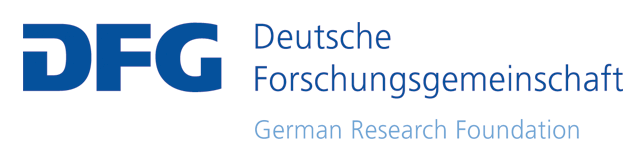 DFG
Deutsche
Forschungsgemeinschaft
German Research Foundation